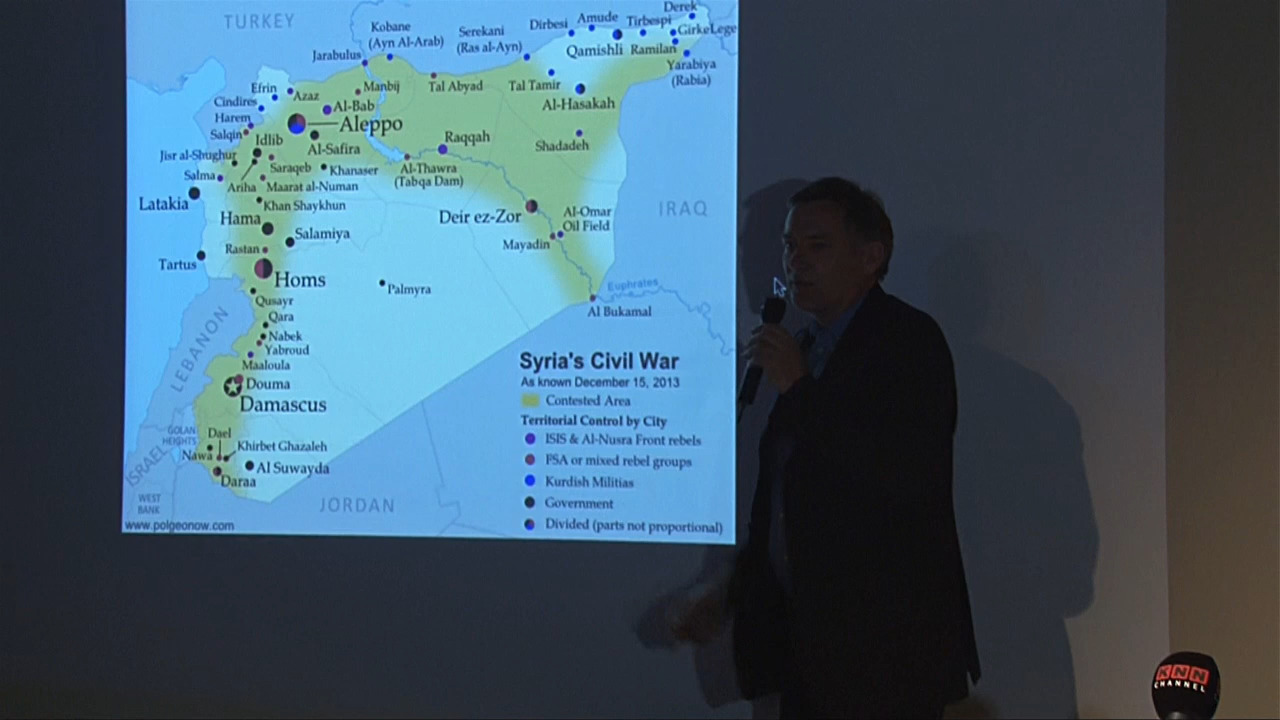 TURKEY
Kobane
(Ayn Al-Arab)
Serekani
(Ras al-Ayn)
Dirbesi
Amude
Tirbespi
Derek
GirkeLege
Jarabulus
Qamishli
Ramilan
Yarabiya
(Rabia)
Efrin
Azaz
Manbij
Tal Abyad
Tal Tamir
Cindires
Al-Bab
Al-Hasakah
Harem
Aleppo
Salqin
Idlib
Al-Safira
Raqqah
Shadadeh
Jisr al-Shughur
Saraqeb
Khanaser
Al-Thawra
(Tabqa Dam)
Salma
Ariha
Maarat al-Numan
Latakia
Khan Shaykhun
IRAQ
Hama
Deir ez-Zor
Al-Omar
Oil Field
Salamiya
Mayadin
Rastan
Tartus
Homs
Palmyra
Euphrates
Qusayr
Al Bukamal
Qara
LEBANON
Nabek
Yabroud
Maaloula
Douma
Damascus
Syria's Civil War
As known December 15, 2013
Contested Area
Territorial Control by City
ISIS & Al-Nusra Front rebels
FSA or mixed rebel groups
Kurdish Militias
Government
Divided (parts not proportional)
GOLAN
HEIGHTS
Dael
Khirbet Ghazaleh
Nawa
Al Suwayda
ISRAEL
Daraa
WEST
BANK
JORDAN
www.polgeonow.com
KNN
CHANNEL